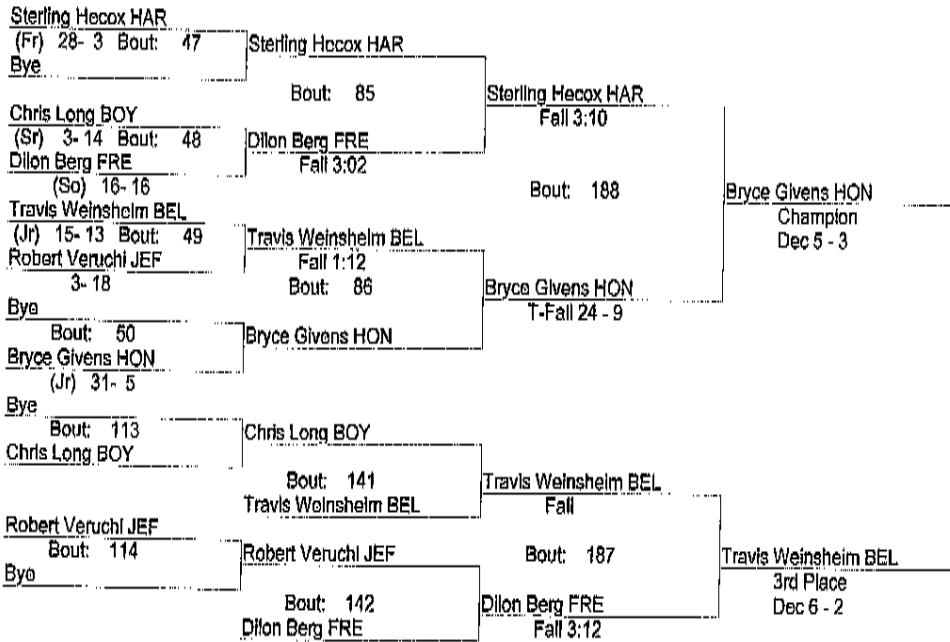 Sterling Hecox HAR
(Fr) 28- 3 Bout: 47
Bye
Sterling Hecox HAR
Bout: 85
Chris Long BOY
(Sr) 3- 14 Bout: 48
Dilon Berg FRE
(So) 16- 16
Dilon Berg FRE
Fall 3:02
Sterling Hecox HAR
Fall 3:10
Bout: 188
Travis Weinsheim BEL
(Jr) 15- 13 Bout: 49
Robert Veruchi JEF
3- 18
Travis Weinsheim BEL
Fall 1:12
Bout: 86
Bye
Bout: 50
Bryce Givens HON
(Jr) 31- 5
Bryce Givens HON
Bryce Givens HON
T-Fall 24 - 9
Bryce Givens HON
Champion
Dec 5 - 3
Bye
Bout: 113
Chris Long BOY
Chris Long BOY
Bout: 141
Travis Weinsheim BEL
Travis Weinsheim BEL
Fall
Bout: 187
Robert Veruchi JEF
Bout: 114
Bye
Robert Veruchi JEF
Bout: 142
Dilon Berg FRE
Dilon Berg FRE
Fall 3:12
Travis Weinsheim BEL
3rd Place
Dec 6 - 2